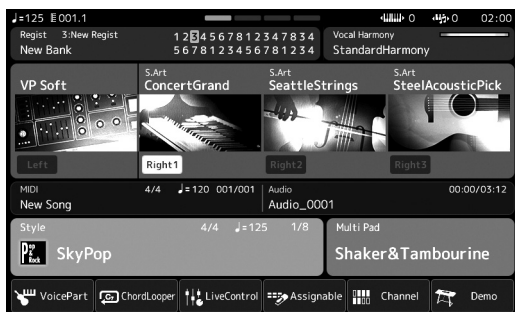 ♩=125 001.1 0 0 02:00
Regist 3:New Regist 1 2 3 4 5 6 7 8 1 2 3 4 7 8 3 4
New Bank 5 6 7 8 1 2 3 4 5 6 7 8 1 2 3 4
Vocal Harmony
StandardHarmony
VP Soft
Left
S.Art
ConcertGrand
Right1
S.Art
SeattleStrings
Right2
S.Art
SteelAcousticPick
Right3
MIDI 4/4 ♩=120 001/001
New Song
Audio 00:00/03:12
Audio_0001
Style 4/4 ♩=125 1/8
Pop & Rock
SkyPop
Multi Pad
Shaker&Tambourine
VoicePart ChordLooper LiveControl Assignable Channel Demo